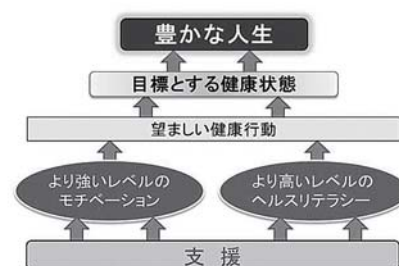 豊かな人生
目標とする健康状態
望ましい健康行動
より強いレベルの
モチベーション
より高いレベルの
ヘルスリテラシー
支 援